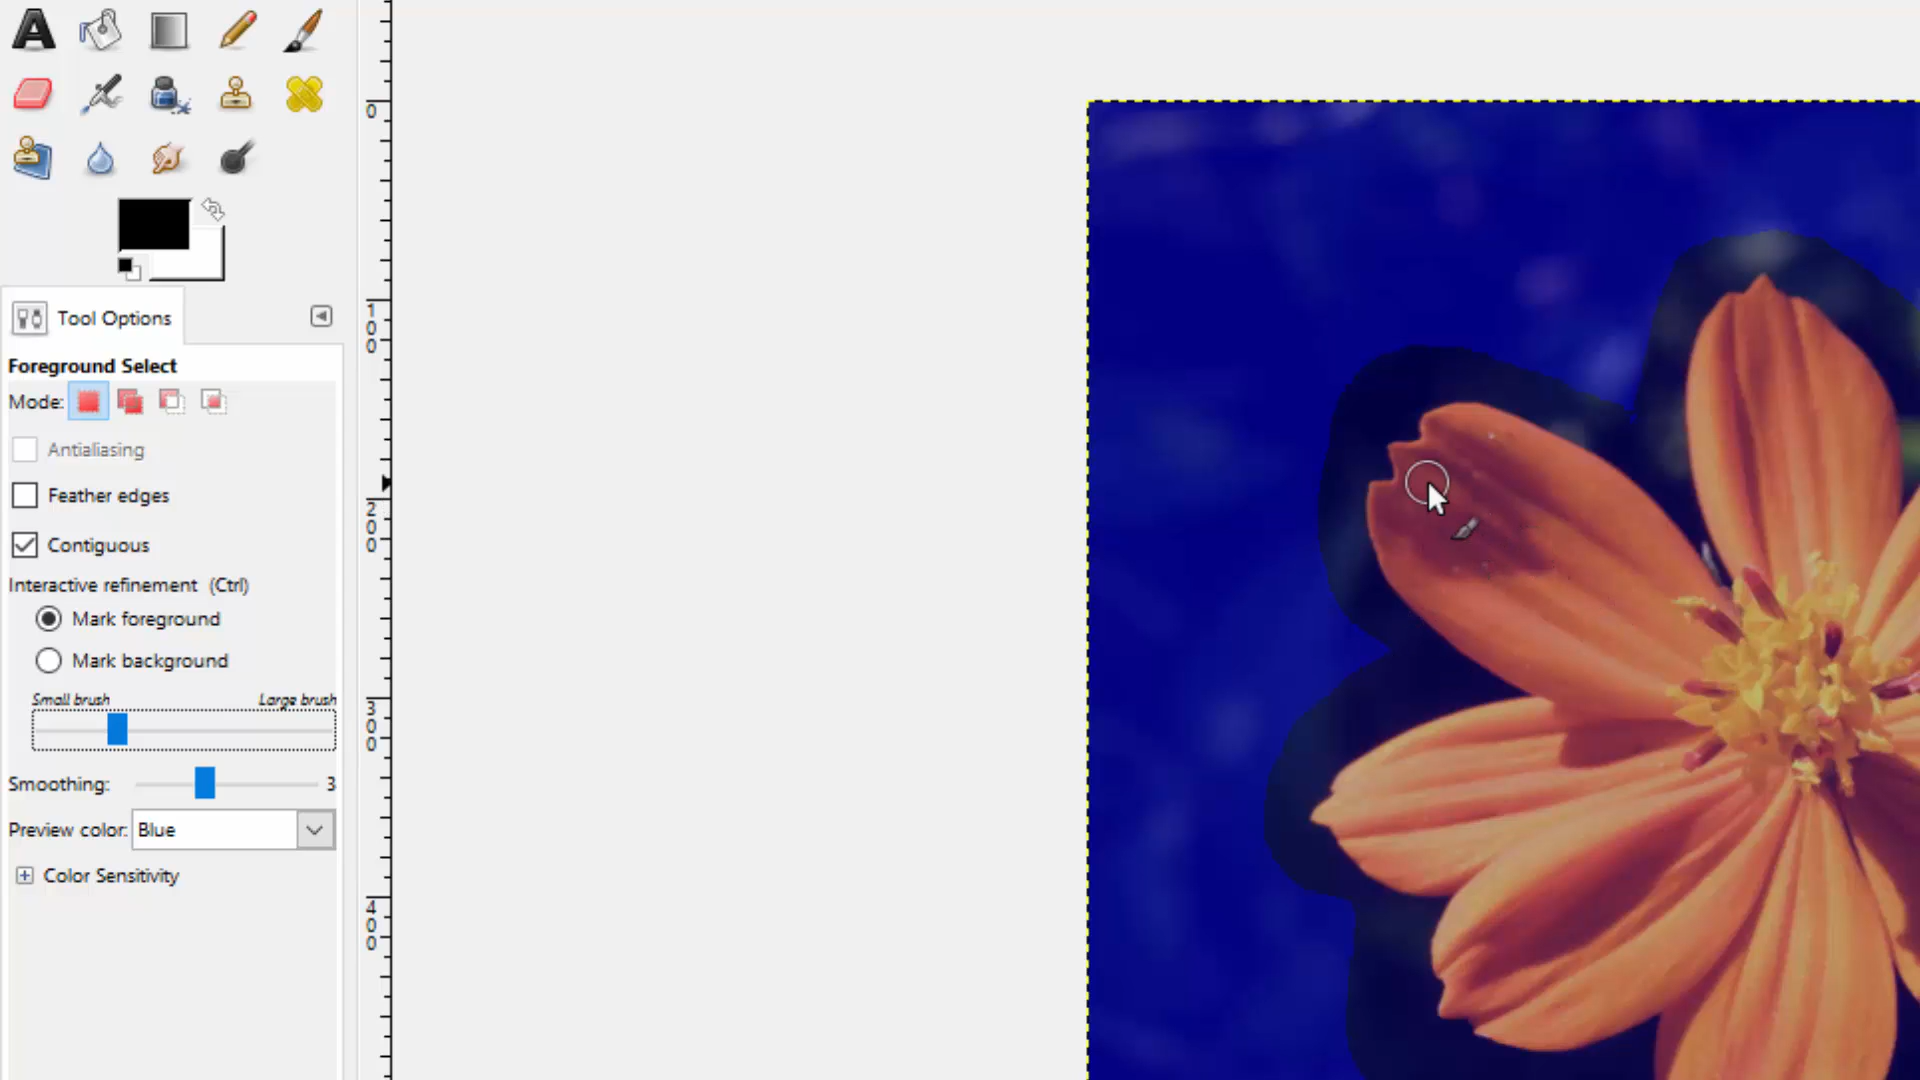 Tool Options
Foreground Select
Mode:
Antialiasing
Feather edges
Contiguous
Interactive refinement (Ctrl)
Mark foreground
Mark background
Small brush Large brush
Smoothing: 3
Preview color: Blue
Color Sensitivity
0
100
200
300
400